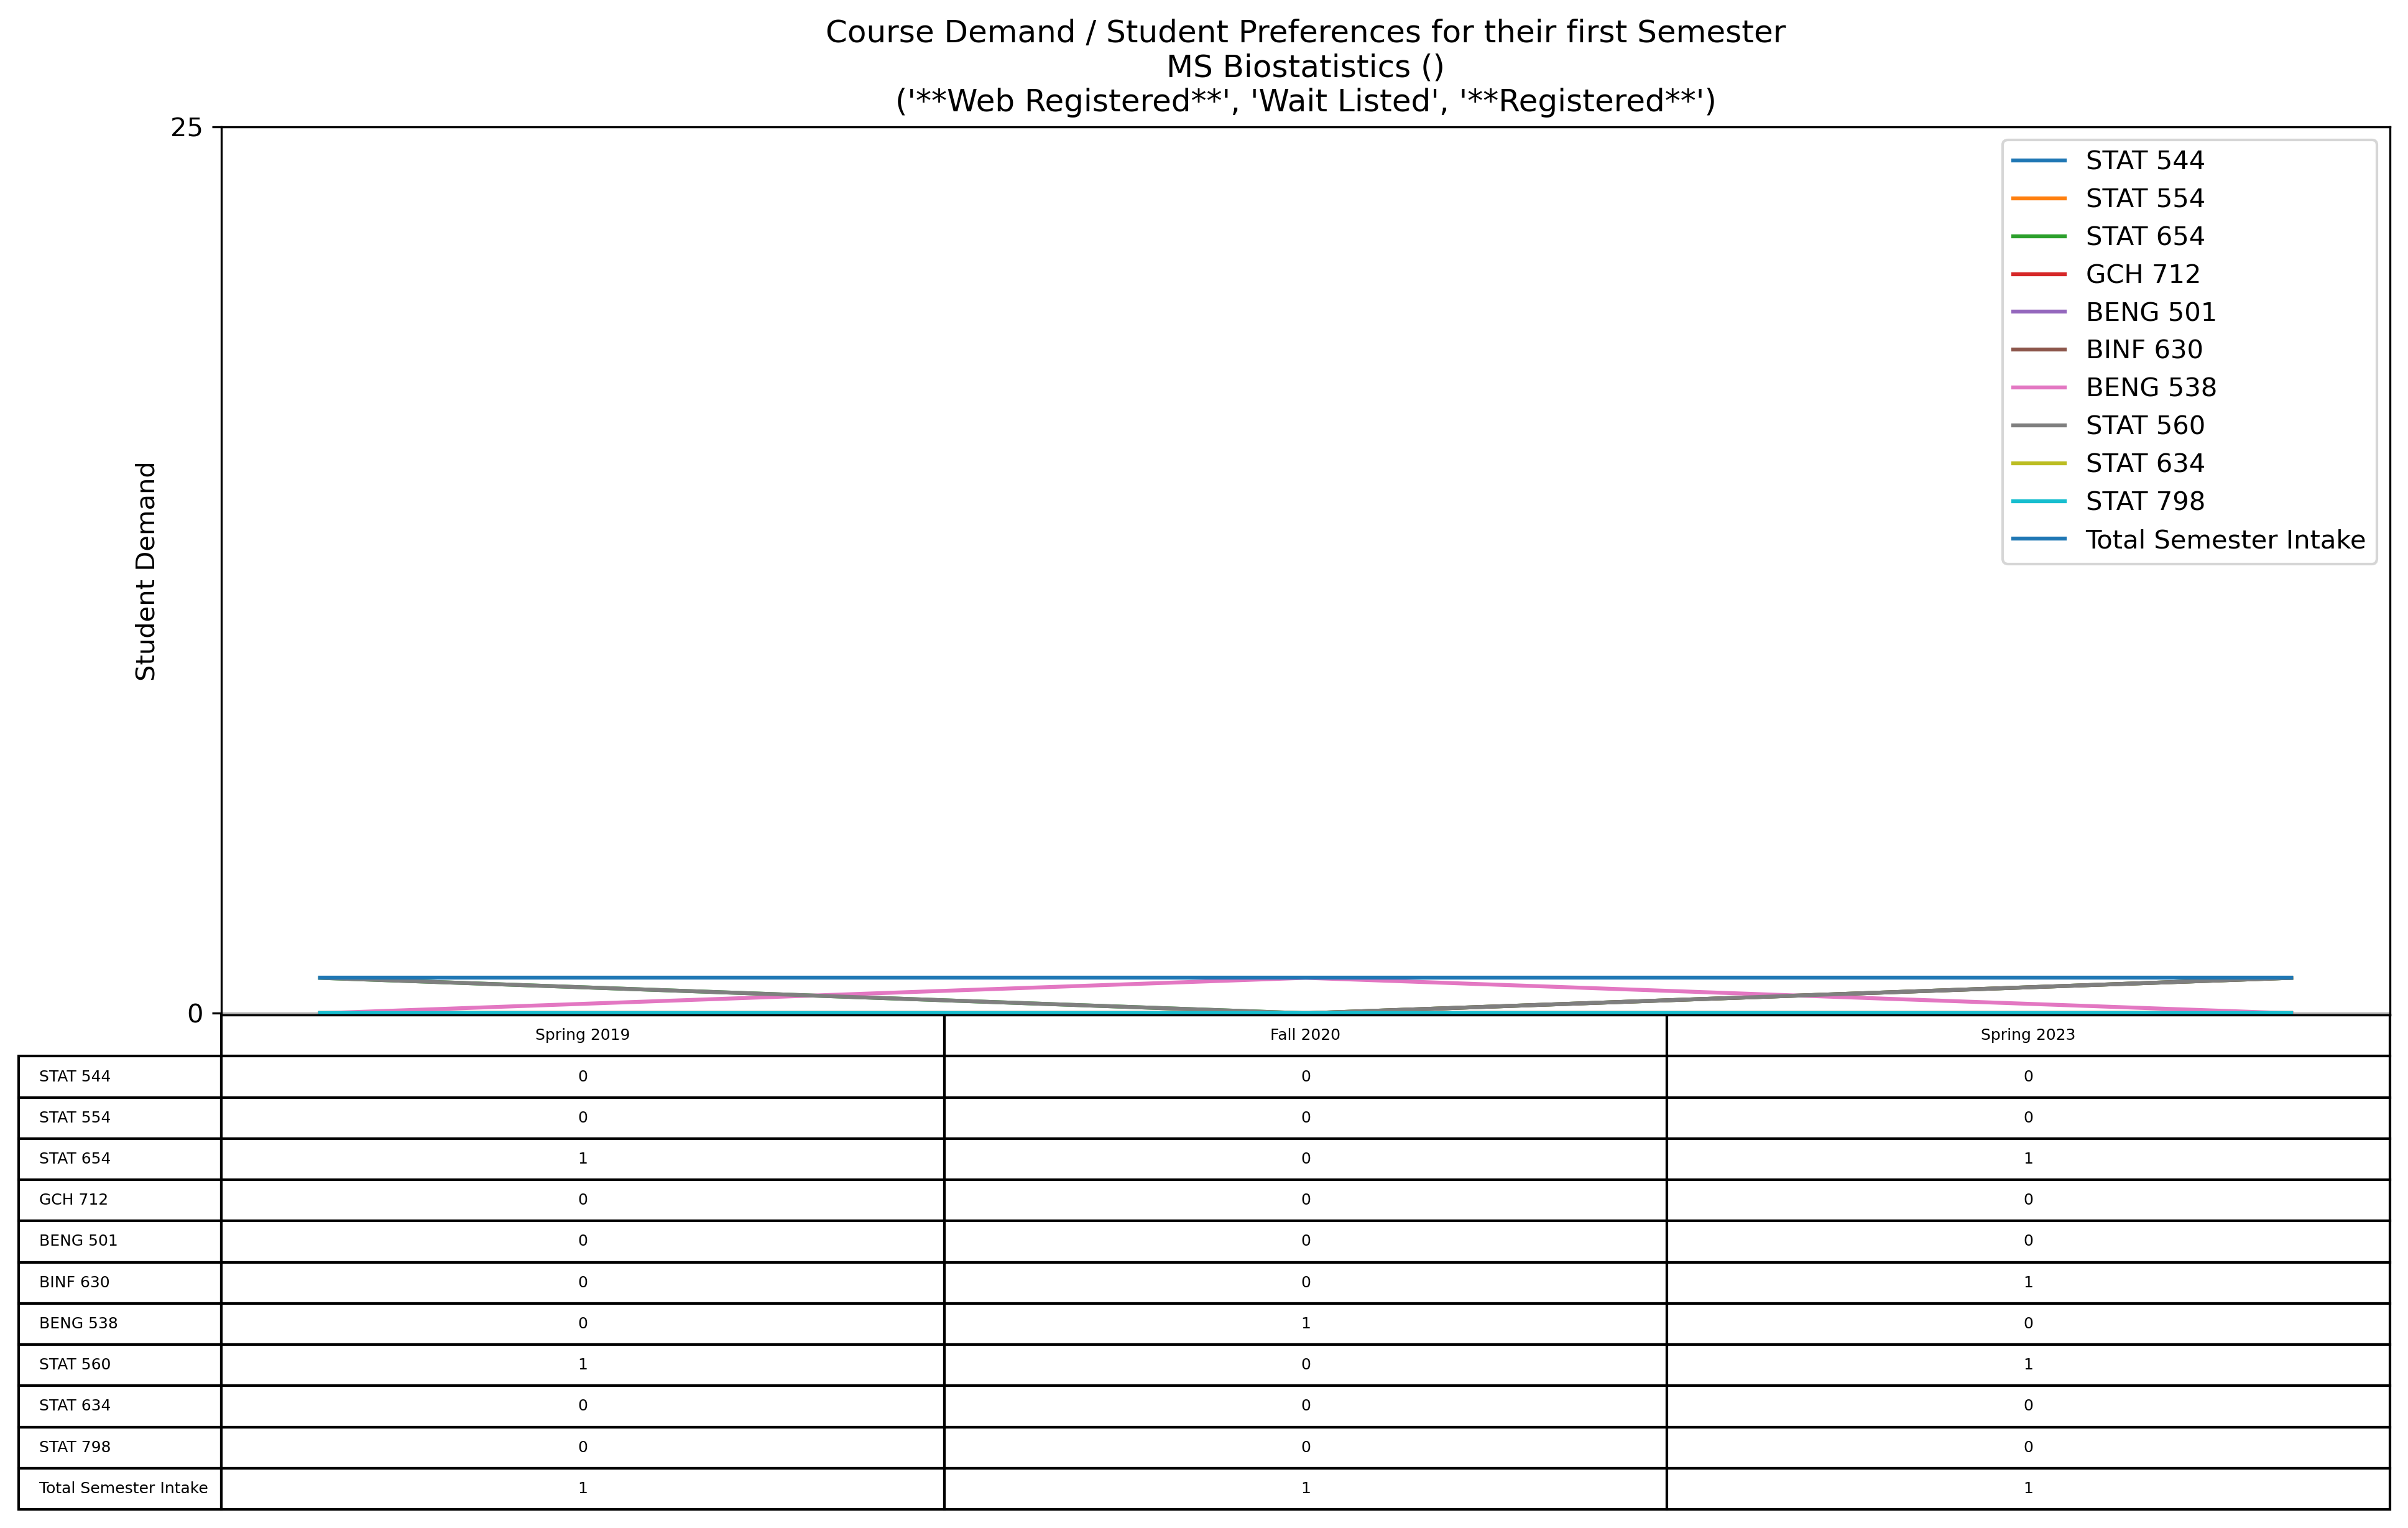 Course Demand / Student Preferences for their first Semester
MS Biostatistics ()
('**Web Registered**', 'Wait Listed', '**Registered**')
25
STAT 544
STAT 554
STAT 654
GCH 712
BENG 501
BINF 630
BENG 538
STAT 560
STAT 634
STAT 798
Total Semester Intake
Student Demand
0
Spring 2019 Fall 2020 Spring 2023
STAT 544 0 0 0
STAT 554 0 0 0
STAT 654 1 0 1
GCH 712 0 0 0
BENG 501 0 0 0
BINF 630 0 0 1
BENG 538 0 1 0
STAT 560 1 0 1
STAT 634 0 0 0
STAT 798 0 0 0
Total Semester Intake 1 1 1